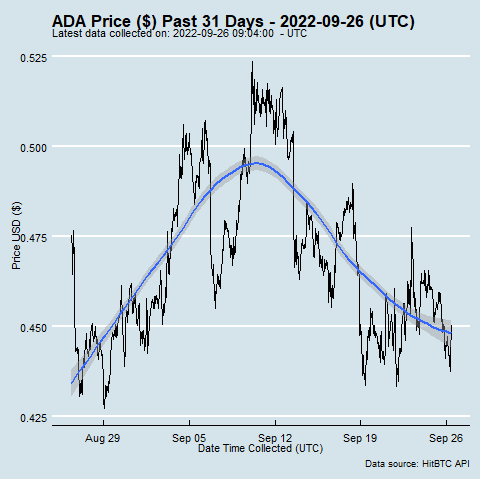 ADA Price ($) Past 31 Days - 2022-09-26 (UTC)
Latest data collected on: 2022-09-26 09:04:00 - UTC
0.525
0.500
0.475
0.450
0.425
Price USD ($)
Aug 29
Sep 05
Sep 12
Sep 19
Sep 26
Date Time Collected (UTC)
Data source: HitBTC API